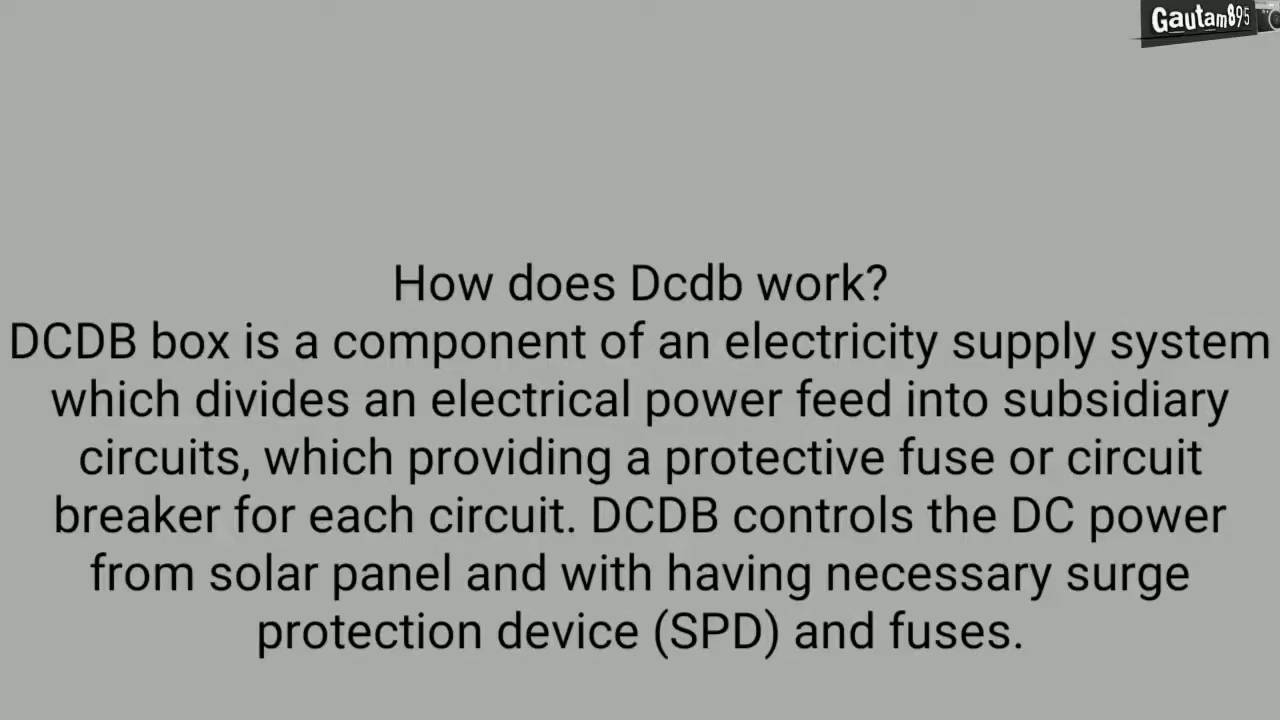 Gautam895
How does Dcdb work?
DCDB box is a component of an electricity supply system
which divides an electrical power feed into subsidiary
circuits, which providing a protective fuse or circuit
breaker for each circuit. DCDB controls the DC power
from solar panel and with having necessary surge
protection device (SPD) and fuses.